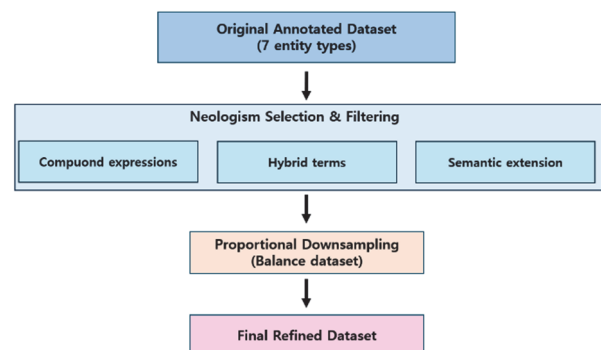 Original Annotated Dataset
(7 entity types)
Neologism Selection & Filtering
Compuond expressions
Hybrid terms
Semantic extension
Proportional Downsampling
(Balance dataset)
Final Refined Dataset